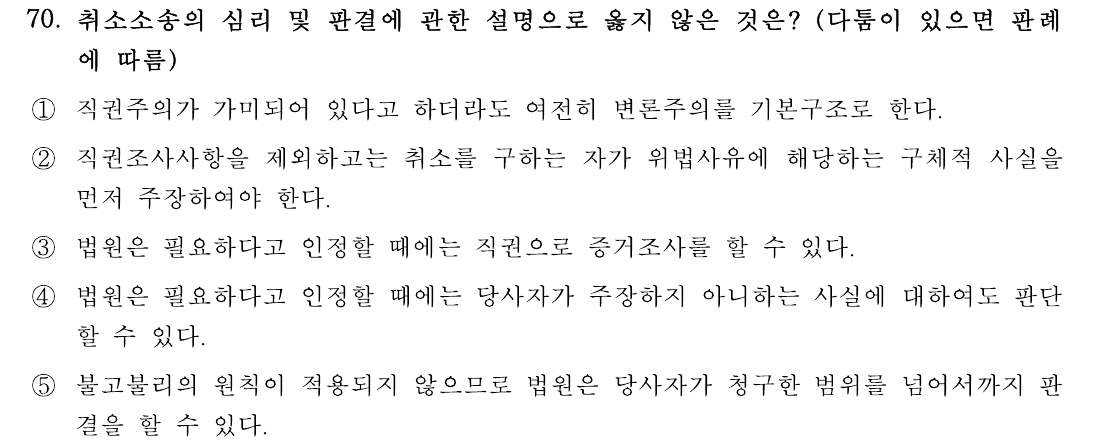 70. 취소소송의 심리 및 판결에 관한 설명으로 옳지 않은 것은? (다툼이 있으면 판례
에 따름)
① 직권주의가 가미되어 있다고 하더라도 여전히 변론주의를 기본구조로 한다.
② 직권조사사항을 제외하고는 취소를 구하는 자가 위법사유에 해당하는 구체적 사실을
먼저 주장하여야 한다.
③ 법원은 필요하다고 인정할 때에는 직권으로 증거조사를 할 수 있다.
④ 법원은 필요하다고 인정할 때에는 당사자가 주장하지 아니하는 사실에 대하여도 판단
할 수 있다.
⑤ 불고불리의 원칙이 적용되지 않으므로 법원은 당사자가 청구한 범위를 넘어서까지 판
결을 할 수 있다.